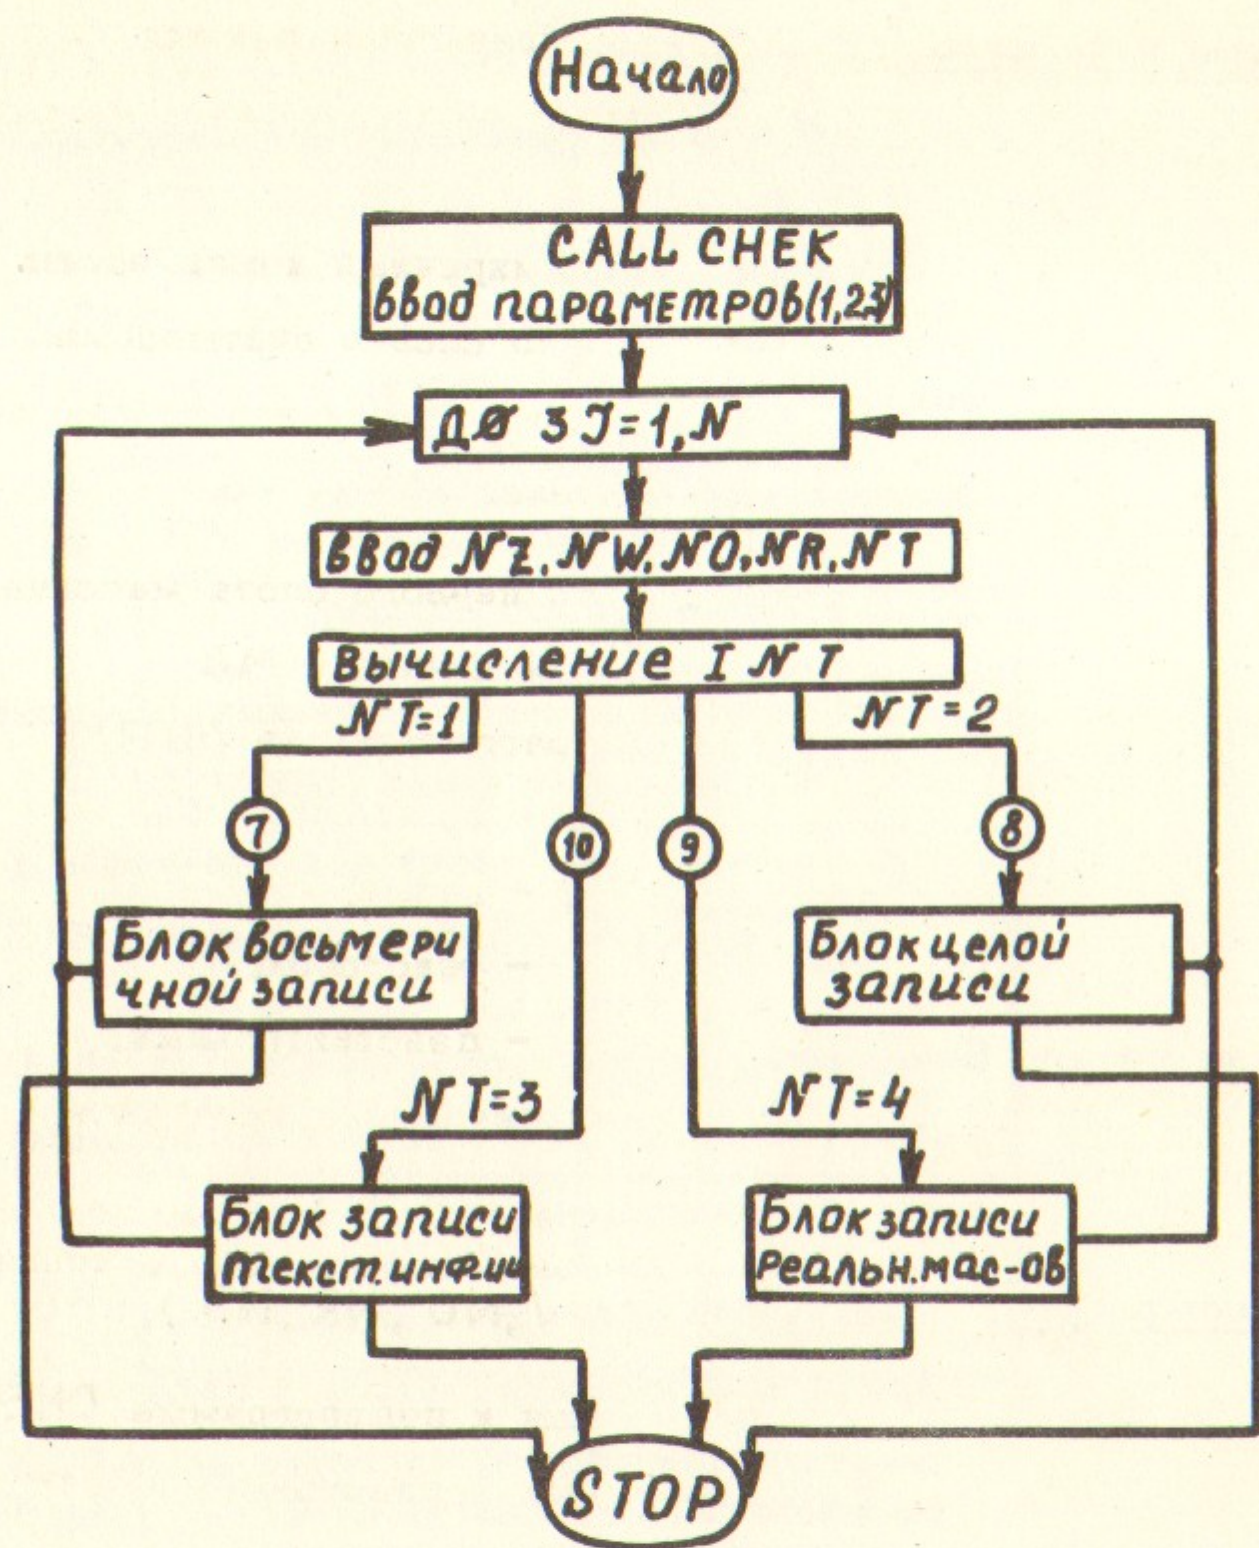 Начало
CALL CHEK
ввод параметров(1,2,3)
ДØ 3 J=1,N
ввод NZ,NW,NO,NR,NT
Вычисление I N T
NT=1
NT=2
7
10
9
8
Блок восьмери
чной записи
Блок целой
записи
NT=3
NT=4
Блок записи
текст.инф.ии
Блок записи
реальн.мас-ов
STOP